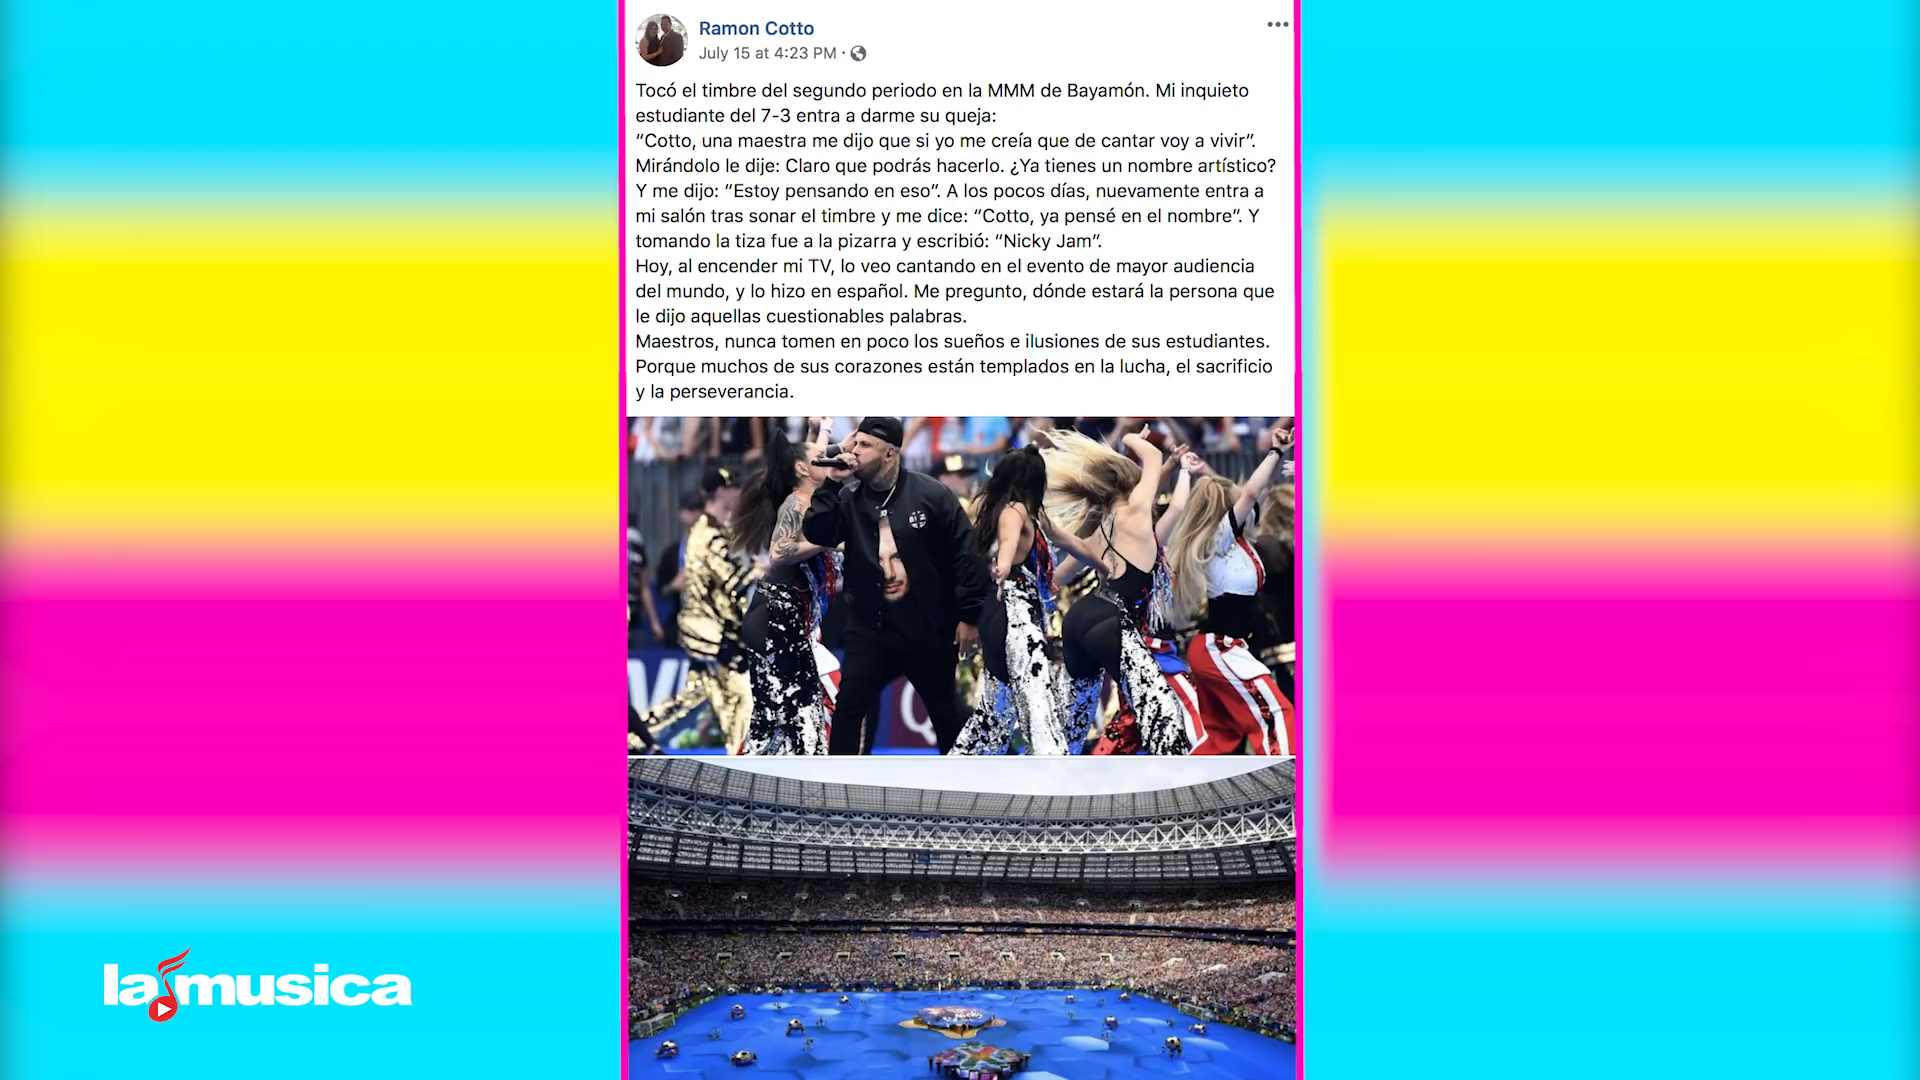 Ramon Cotto
July 15 at 4:23 PM ·
Tocó el timbre del segundo periodo en la MMM de Bayamón. Mi inquieto
estudiante del 7-3 entra a darme su queja:
“Cotto, una maestra me dijo que si yo me creía que de cantar voy a vivir”.
Mirándolo le dije: Claro que podrás hacerlo. ¿Ya tienes un nombre artístico?
Y me dijo: “Estoy pensando en eso”. A los pocos días, nuevamente entra a
mi salón tras sonar el timbre y me dice: “Cotto, ya pensé en el nombre”. Y
tomando la tiza fue a la pizarra y escribió: “Nicky Jam”.
Hoy, al encender mi TV, lo veo cantando en el evento de mayor audiencia
del mundo, y lo hizo en español. Me pregunto, dónde estará la persona que
le dijo aquellas cuestionables palabras.
Maestros, nunca tomen en poco los sueños e ilusiones de sus estudiantes.
Porque muchos de sus corazones están templados en la lucha, el sacrificio
y la perseverancia.
lamusica